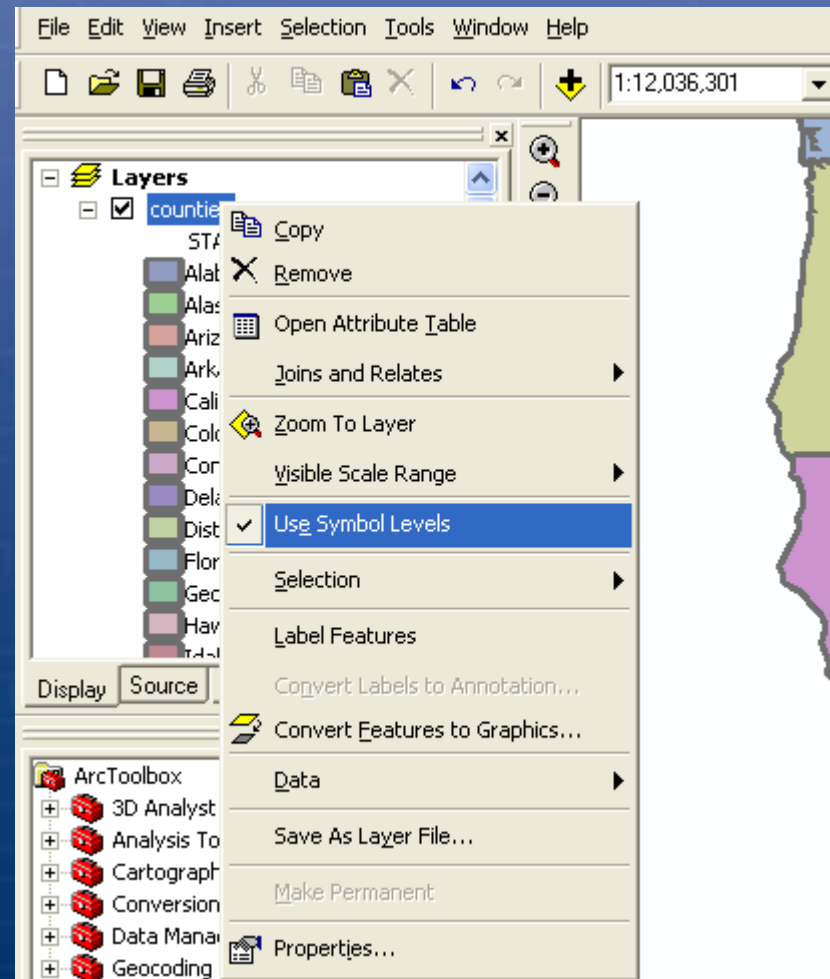 File Edit View Insert Selection Tools Window Help
1:12,036,301
Layers
countie
STA
Alab
Alas
Ariz
Ark
Cali
Colo
Con
Dela
Dist
Flor
Geo
Haw
Idal
Display Source
ArcToolbox
3D Analyst
Analysis To
Cartograph
Conversion
Data Mana
Geocoding
Copy
Remove
Open Attribute Table
Joins and Relates
Zoom To Layer
Visible Scale Range
Use Symbol Levels
Selection
Label Features
Convert Labels to Annotation...
Convert Features to Graphics...
Data
Save As Layer File...
Make Permanent
Properties...